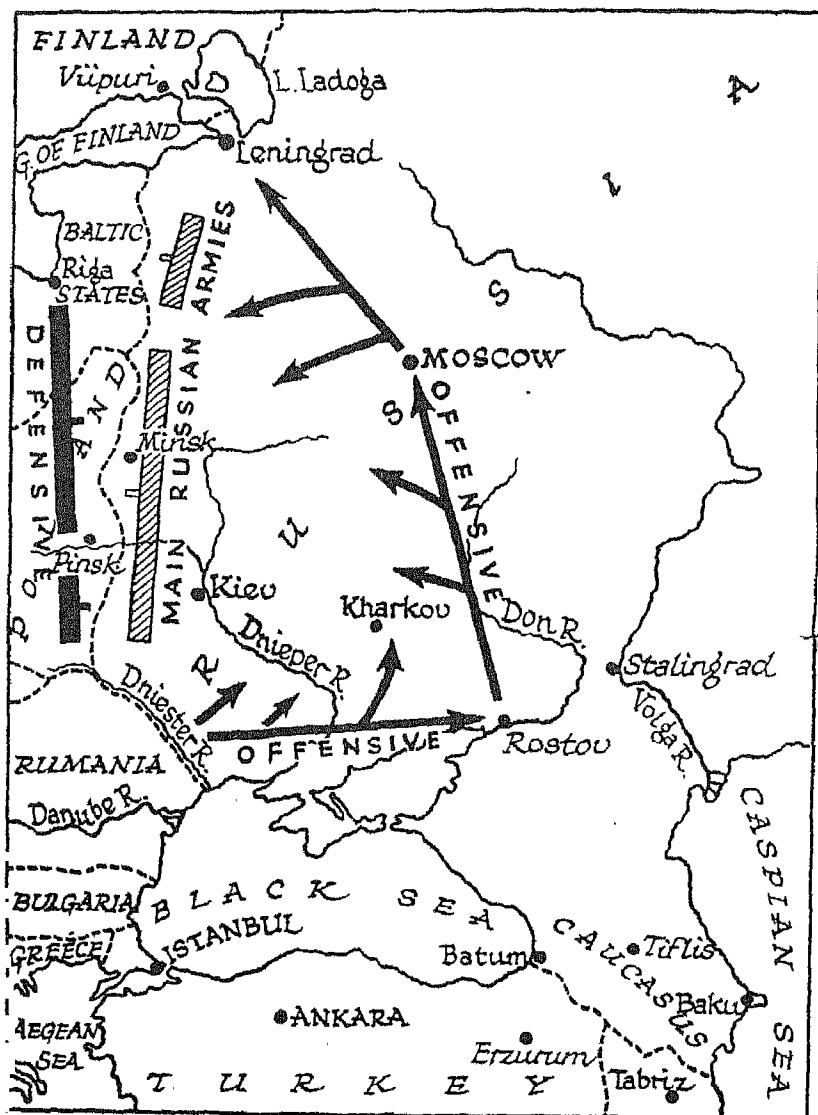 FINLAND
Viipuri
L. Ladoga
G. OF FINLAND
Leningrad
BALTIC
Riga
STATES
MAIN RUSSIAN ARMIES
DEFENSIVE
MOSCOW
OFFENSIVE
Minsk
Pinsk
POLAND
Kiev
Kharkov
Don R.
Dnieper R.
Stalingrad
Dniester R.
Volga R.
OFFENSIVE
Rostov
RUMANIA
Danube R.
RUSSIA
CASPIAN SEA
BULGARIA
BLACK SEA
GREECE
ISTANBUL
Batum
CAUCASUS
Tiflis
Baku
ANKARA
AEGEAN
SEA
Erzurum
TURKEY
Tabriz